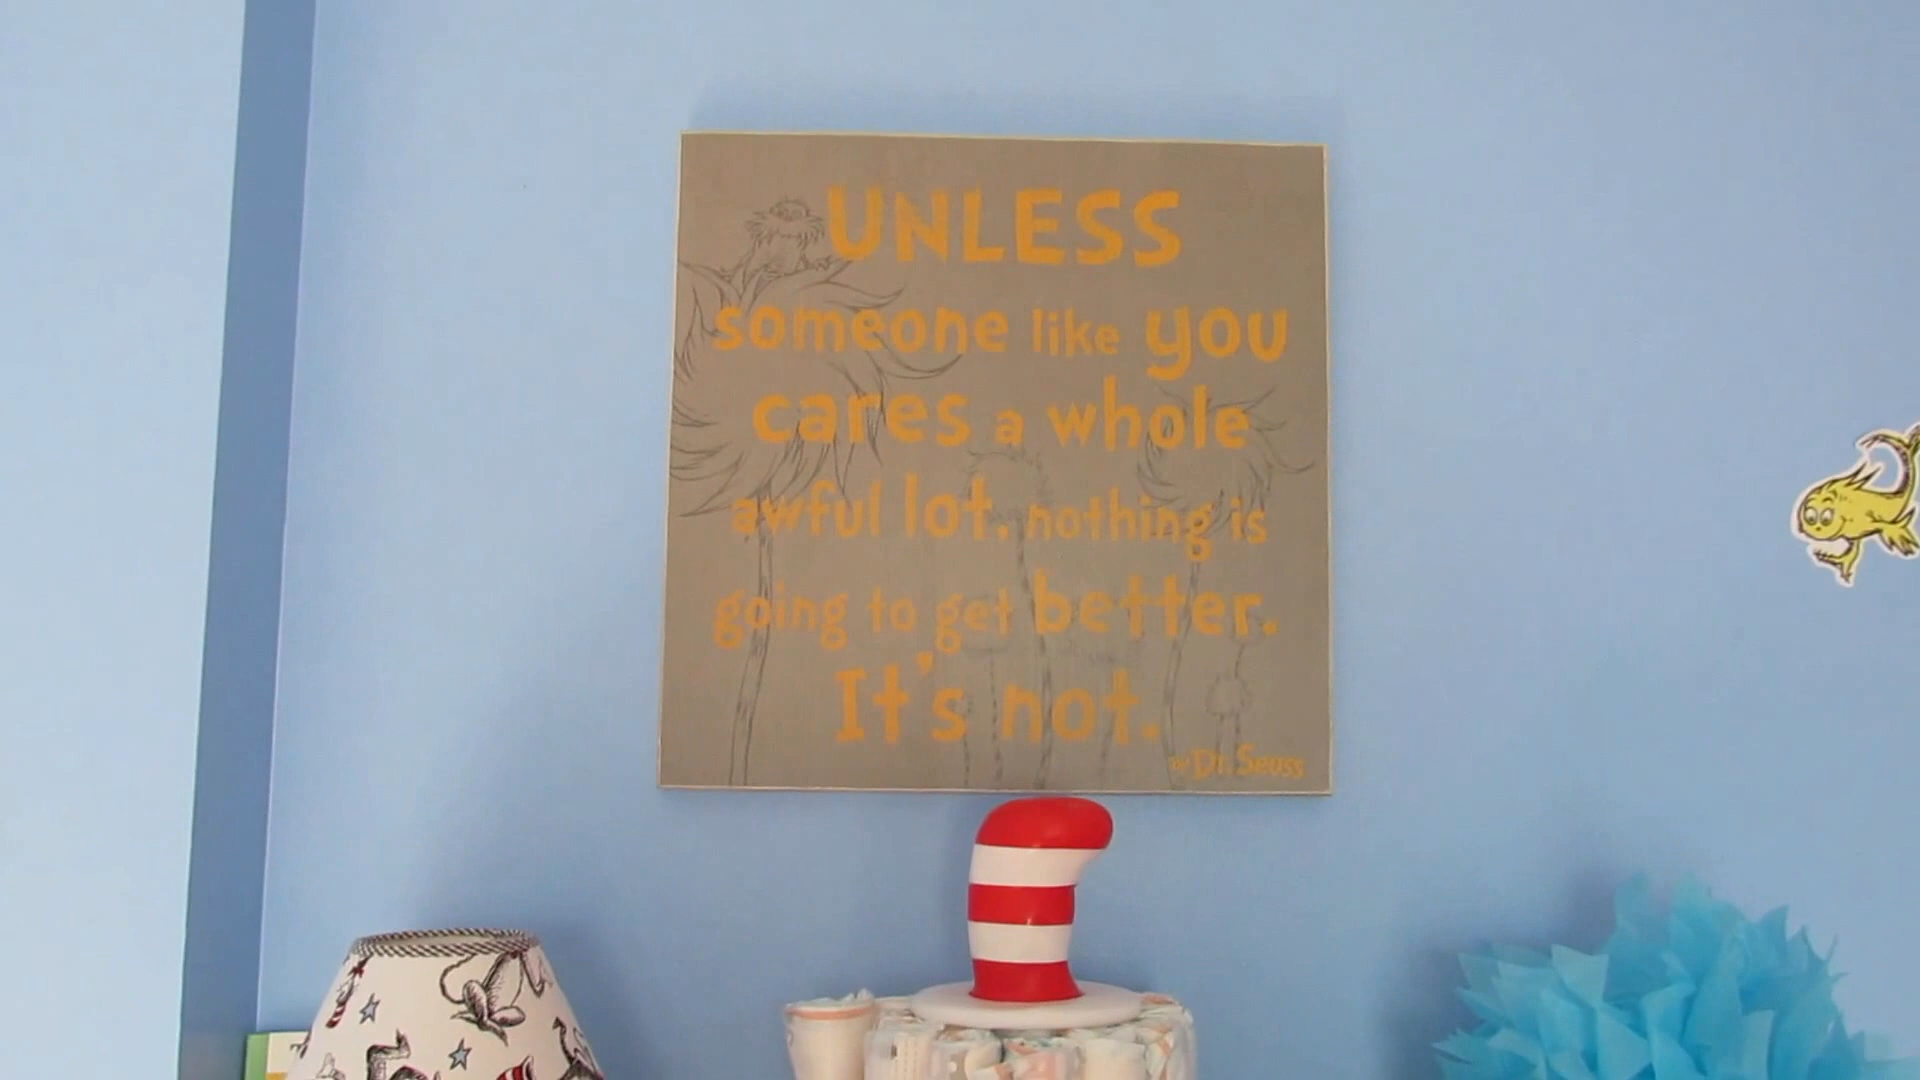 UNLESS
someone like you
cares a whole
awful lot. nothing is
going to get better.
It's not.
Dr. Seuss